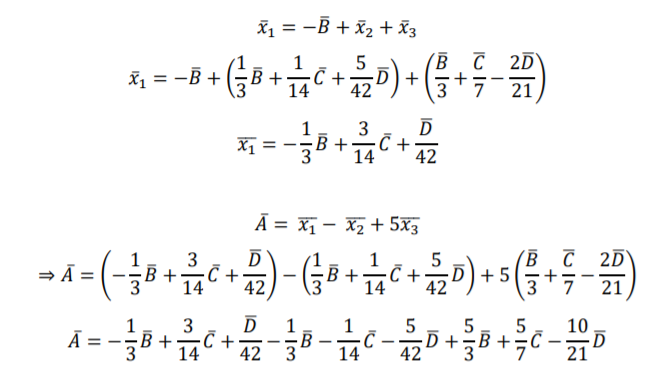 x̄₁ = −B̄ + x̄₂ + x̄₃
x̄₁ = −B̄ + (1/3 B̄ + 1/14 C̄ + 5/42 D̄) + (B̄/3 + C̄/7 − 2D̄/21)
x̄₁ = −1/3 B̄ + 3/14 C̄ + D̄/42
Ā = x̄₁ − x̄₂ + 5x̄₃
⇒ Ā = (−1/3 B̄ + 3/14 C̄ + D̄/42) − (1/3 B̄ + 1/14 C̄ + 5/42 D̄) + 5(B̄/3 + C̄/7 − 2D̄/21)
Ā = −1/3 B̄ + 3/14 C̄ + D̄/42 − 1/3 B̄ − 1/14 C̄ − 5/42 D̄ + 5/3 B̄ + 5/7 C̄ − 10/21 D̄